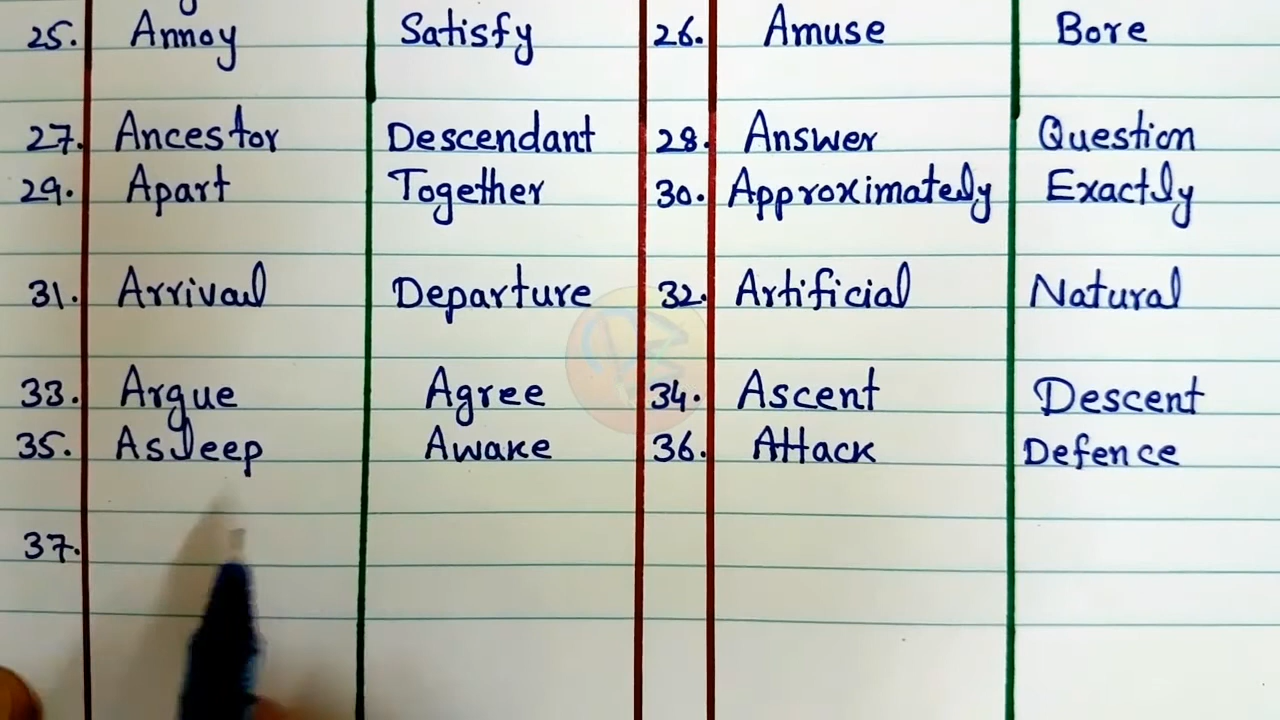 25. Annoy Satisfy 26. Amuse Bore
27. Ancestor Descendant 28. Answer Question
29. Apart Together 30. Approximately Exactly
31. Arrival Departure 32. Artificial Natural
33. Argue Agree 34. Ascent Descent
35. Asleep Awake 36. Attack Defence
37.